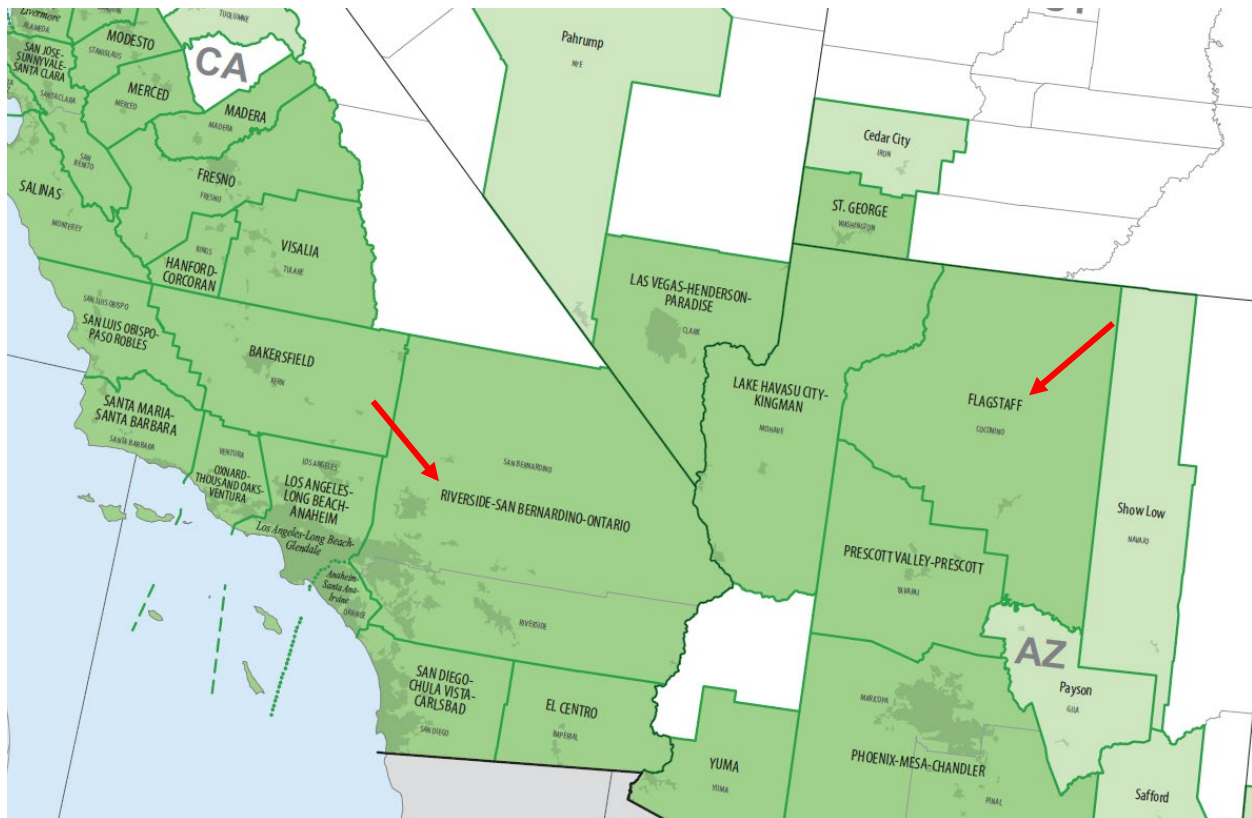 Livermore
ALAMEDA
MODESTO
STANISLAUS
TUOLUMNE
SAN JOSE-
SUNNYVALE-
SANTA CLARA
SANTA CLARA
CA
MERCED
MERCED
MADERA
MADERA
SAN
BENITO
SALINAS
MONTEREY
FRESNO
FRESNO
KINGS
HANFORD-
CORCORAN
VISALIA
TULARE
SAN LUIS OBISPO
SAN LUIS OBISPO-
PASO ROBLES
BAKERSFIELD
KERN
SANTA MARIA-
SANTA BARBARA
SANTA BARBARA
VENTURA
OXNARD-
THOUSAND OAKS-
VENTURA
LOS ANGELES
LOS ANGELES-
LONG BEACH-
ANAHEIM
Los Angeles-Long Beach-
Glendale
Anaheim-
Santa Ana-
Irvine
ORANGE
SAN BERNARDINO
RIVERSIDE-SAN BERNARDINO-ONTARIO
RIVERSIDE
SAN DIEGO-
CHULA VISTA-
CARLSBAD
SAN DIEGO
EL CENTRO
IMPERIAL
Pahrump
NYE
LAS VEGAS-HENDERSON-
PARADISE
CLARK
Cedar City
IRON
ST. GEORGE
WASHINGTON
LAKE HAVASU CITY-
KINGMAN
MOHAVE
FLAGSTAFF
COCONINO
Show Low
NAVAJO
PRESCOTT VALLEY-PRESCOTT
YAVAPAI
AZ
Payson
GILA
MARICOPA
PHOENIX-MESA-CHANDLER
PINAL
YUMA
YUMA
Safford